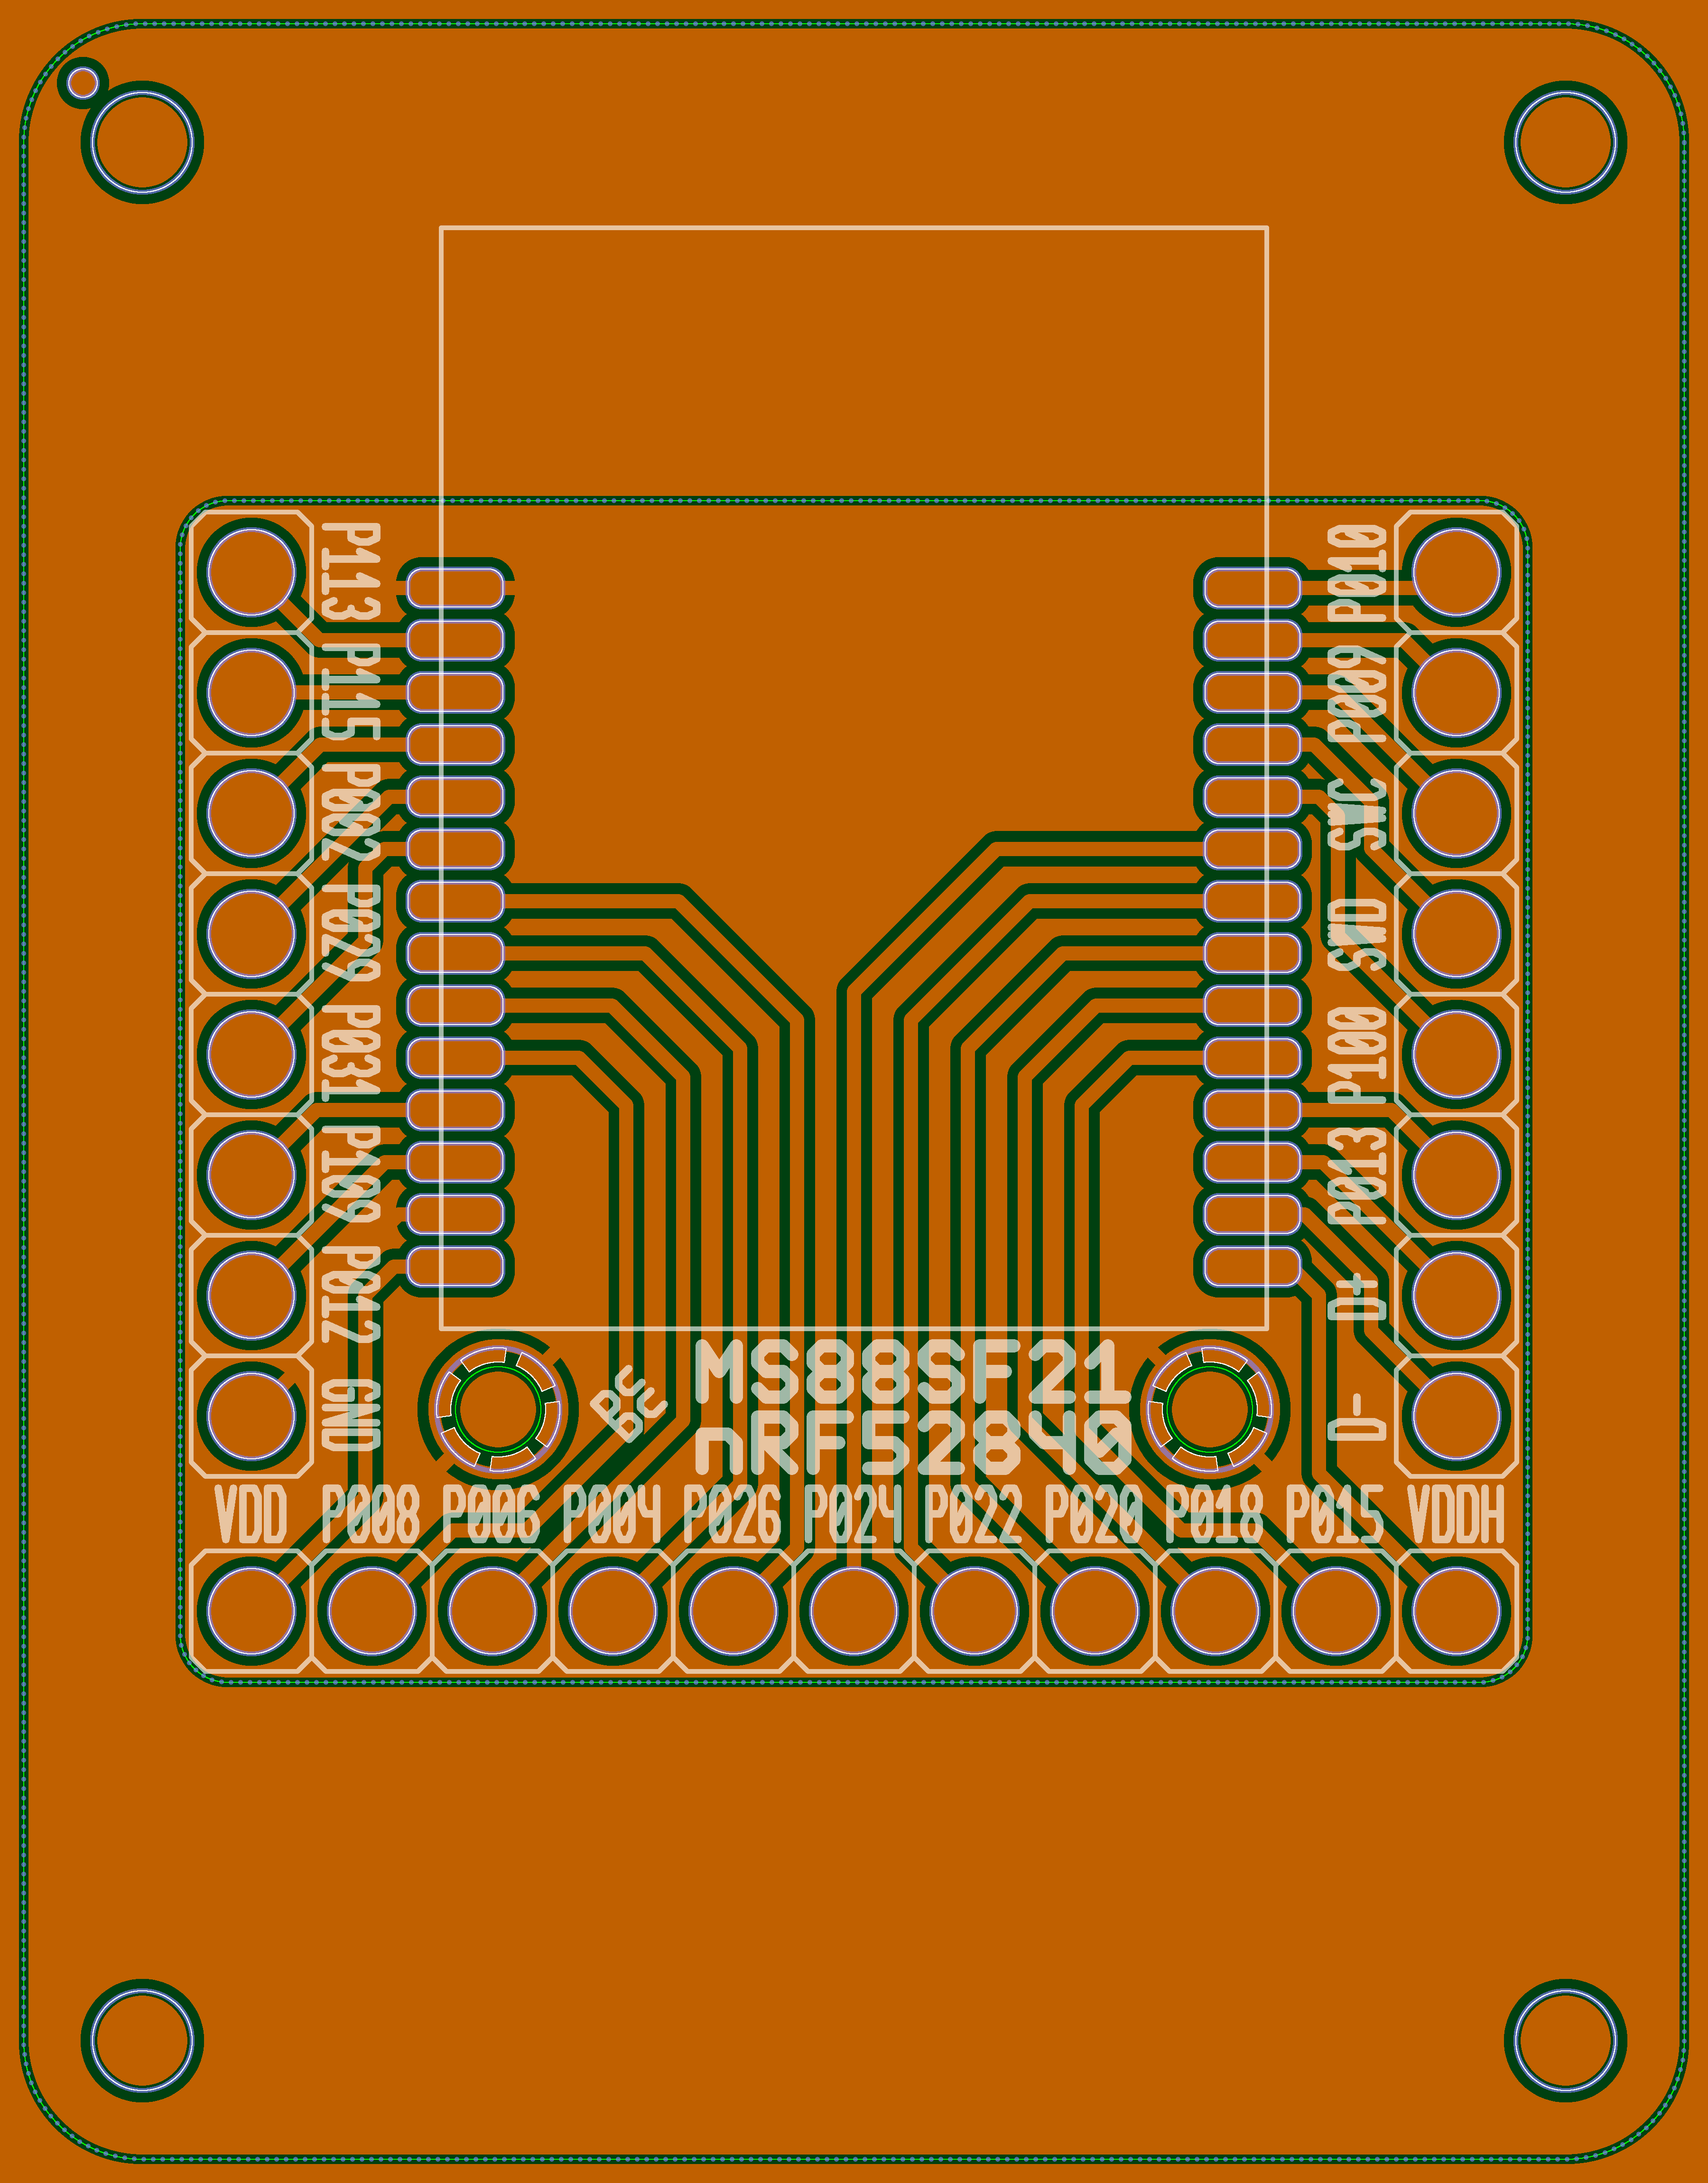 P113
P115
P002
P029
P031
P109
P012
GND
P010
P009
SWC
SWD
P100
P013
D+
D-
MS88SF21
nRF52840
VDD P008 P006 P004 P026 P024 P022 P020 P018 P015 VDDH